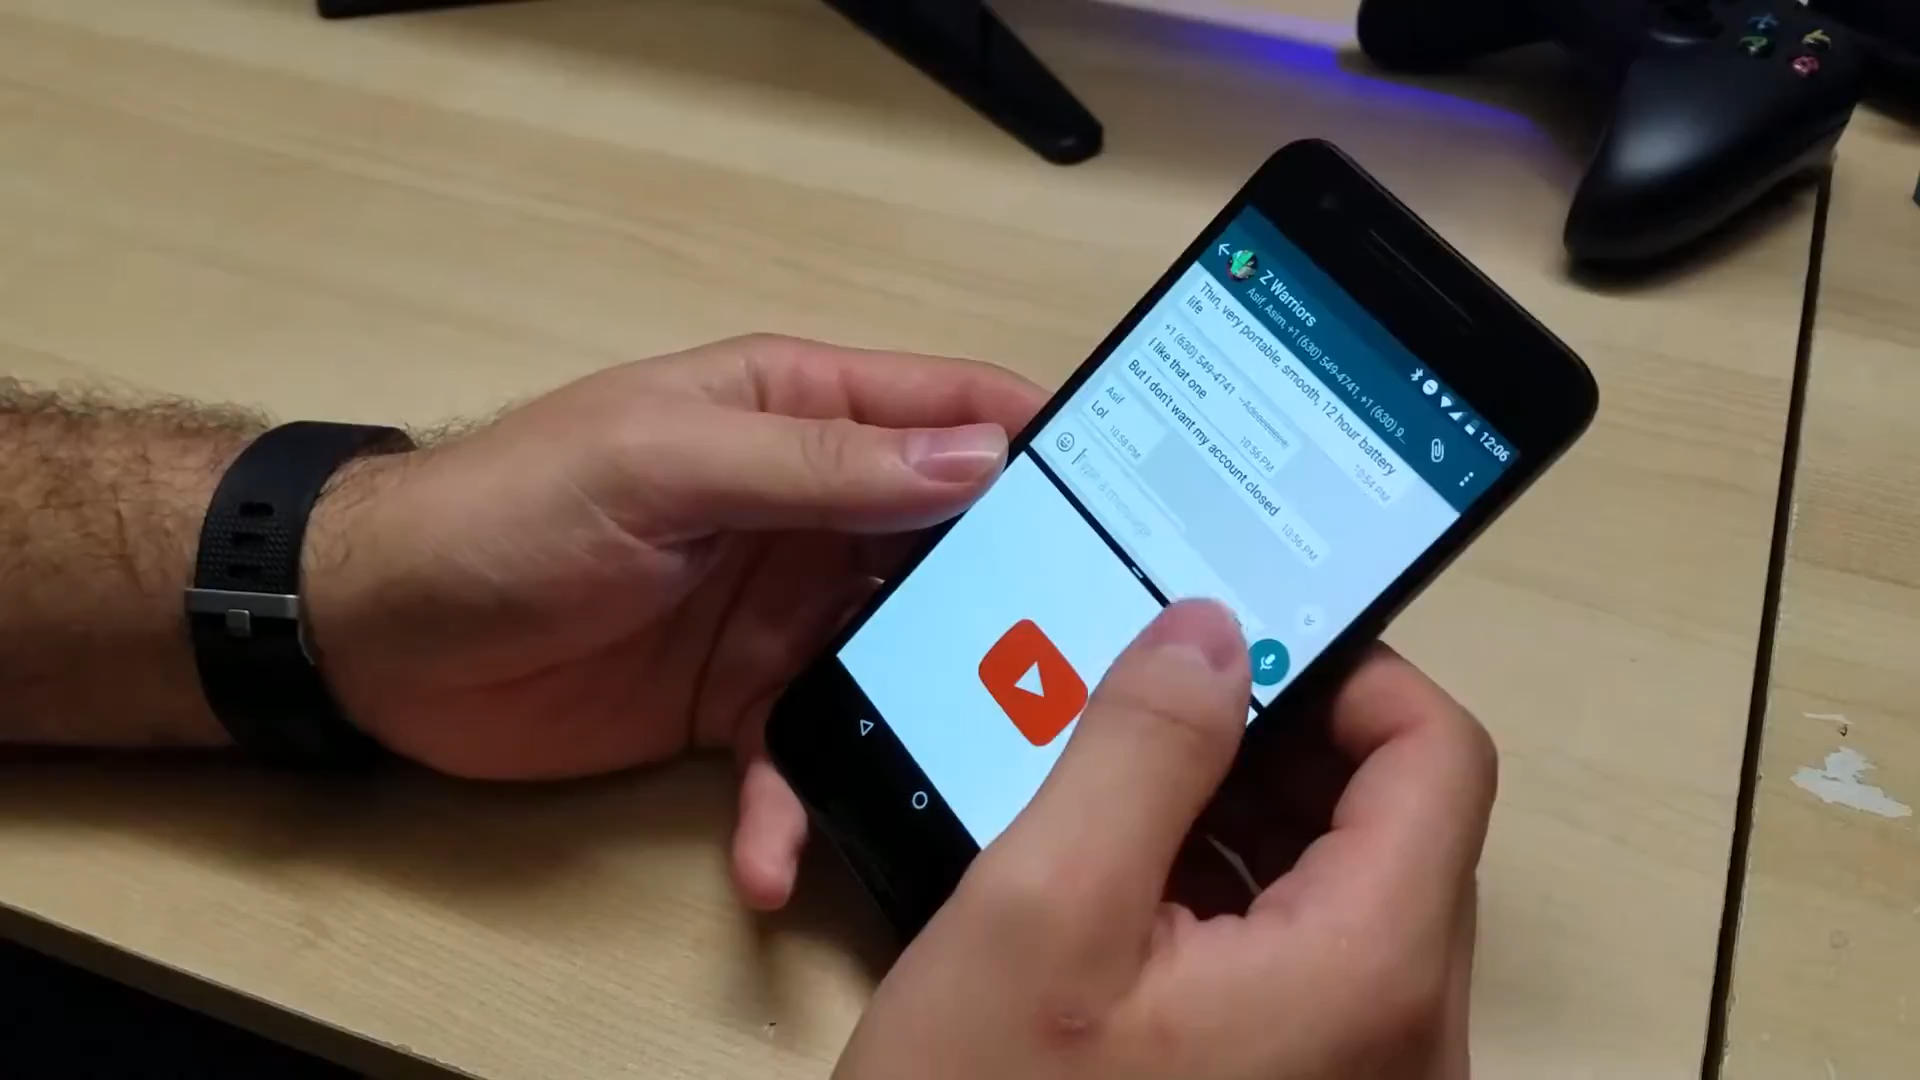 12:06
Z Warriors
Asif, Asim, +1 (630) 549-4741, +1 (630) 9...
Thin, very portable, smooth, 12 hour battery
life
10:54 PM
+1 (630) 549-4741
I like that one
10:56 PM
But I don't want my account closed
10:56 PM
Asif
Lol
10:58 PM
Type a message